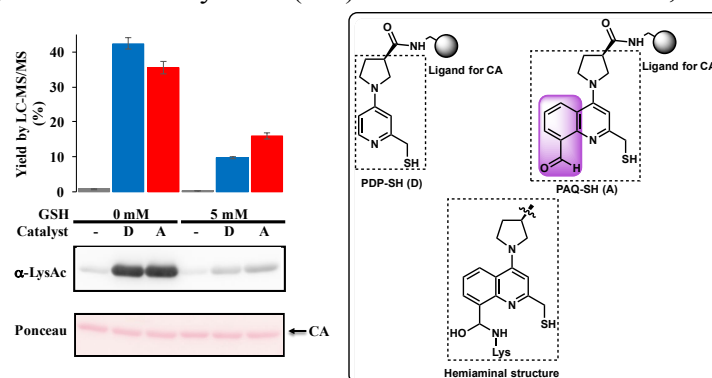 Yield by LC-MS/MS
(%)
40
30
20
10
0
GSH 0 mM 5 mM
Catalyst - D A - D A
α-LysAc
Ponceau
CA
O
NH
Ligand for CA
N
N
SH
PDP-SH (D)
O
NH
Ligand for CA
N
N
O H
SH
PAQ-SH (A)
N
N
HO NH
SH
Lys
Hemiaminal structure